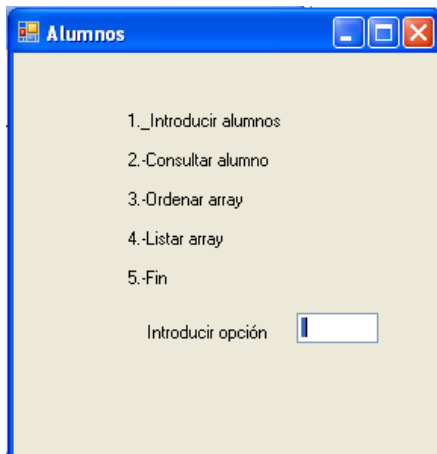 Alumnos
1._Introducir alumnos
2.-Consultar alumno
3.-Ordenar array
4.-Listar array
5.-Fin
Introducir opción